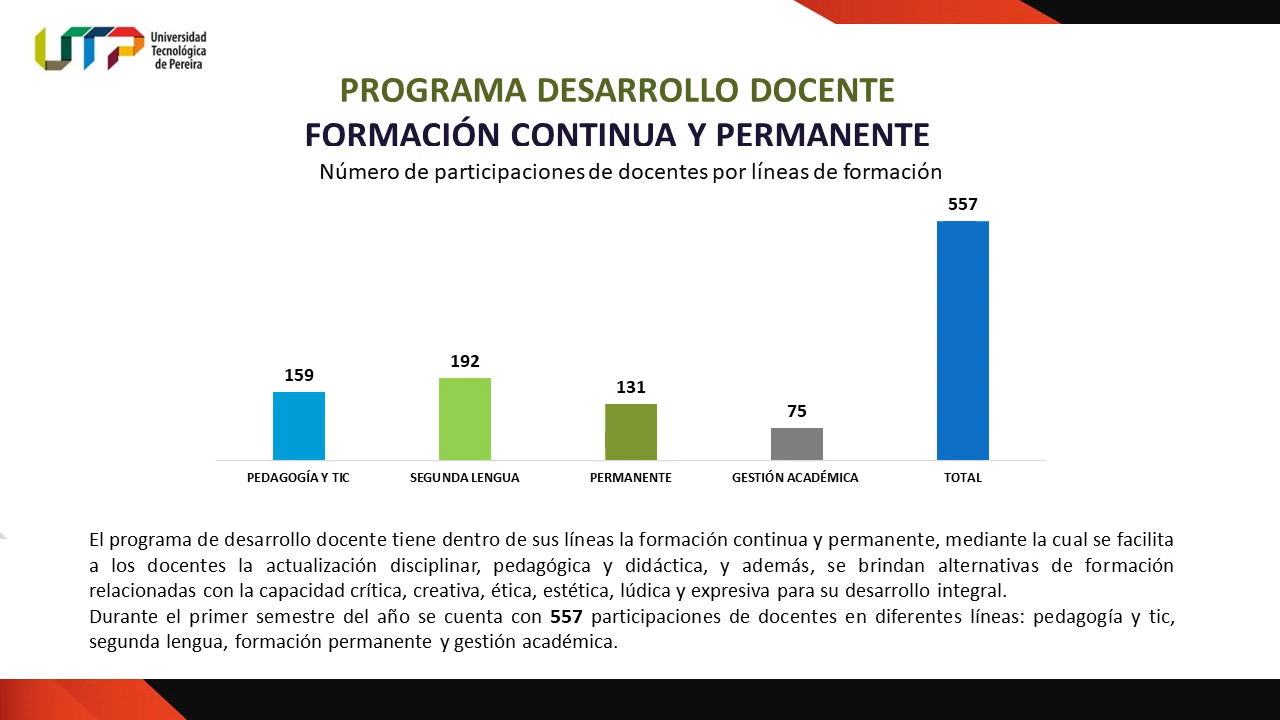 UTP
Universidad
Tecnológica
de Pereira
PROGRAMA DESARROLLO DOCENTE
FORMACIÓN CONTINUA Y PERMANENTE
Número de participaciones de docentes por líneas de formación
557
192
159
131
75
PEDAGOGÍA Y TIC SEGUNDA LENGUA PERMANENTE GESTIÓN ACADÉMICA TOTAL
El programa de desarrollo docente tiene dentro de sus líneas la formación continua y permanente, mediante la cual se facilita
a los docentes la actualización disciplinar, pedagógica y didáctica, y además, se brindan alternativas de formación
relacionadas con la capacidad crítica, creativa, ética, estética, lúdica y expresiva para su desarrollo integral.
Durante el primer semestre del año se cuenta con 557 participaciones de docentes en diferentes líneas: pedagogía y tic,
segunda lengua, formación permanente y gestión académica.